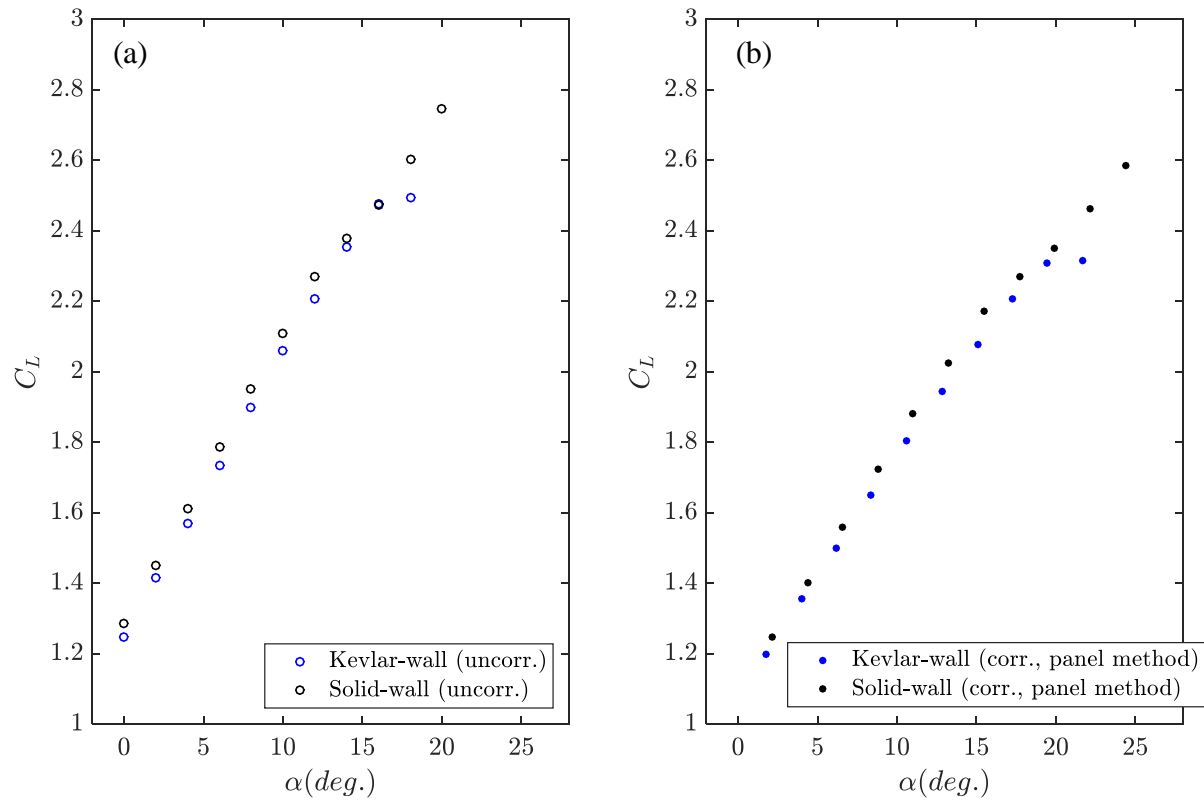 (a)
3
2.8
2.6
2.4
2.2
2
1.8
1.6
1.4
1.2
1
C_L
Kevlar-wall (uncorr.)
Solid-wall (uncorr.)
0 5 10 15 20 25
α(deg.)
(b)
3
2.8
2.6
2.4
2.2
2
1.8
1.6
1.4
1.2
1
C_L
Kevlar-wall (corr., panel method)
Solid-wall (corr., panel method)
0 5 10 15 20 25
α(deg.)